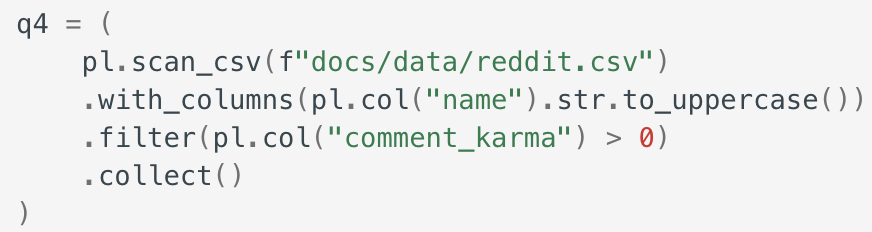 q4 = (
    pl.scan_csv(f"docs/data/reddit.csv")
    .with_columns(pl.col("name").str.to_uppercase())
    .filter(pl.col("comment_karma") > 0)
    .collect()
)